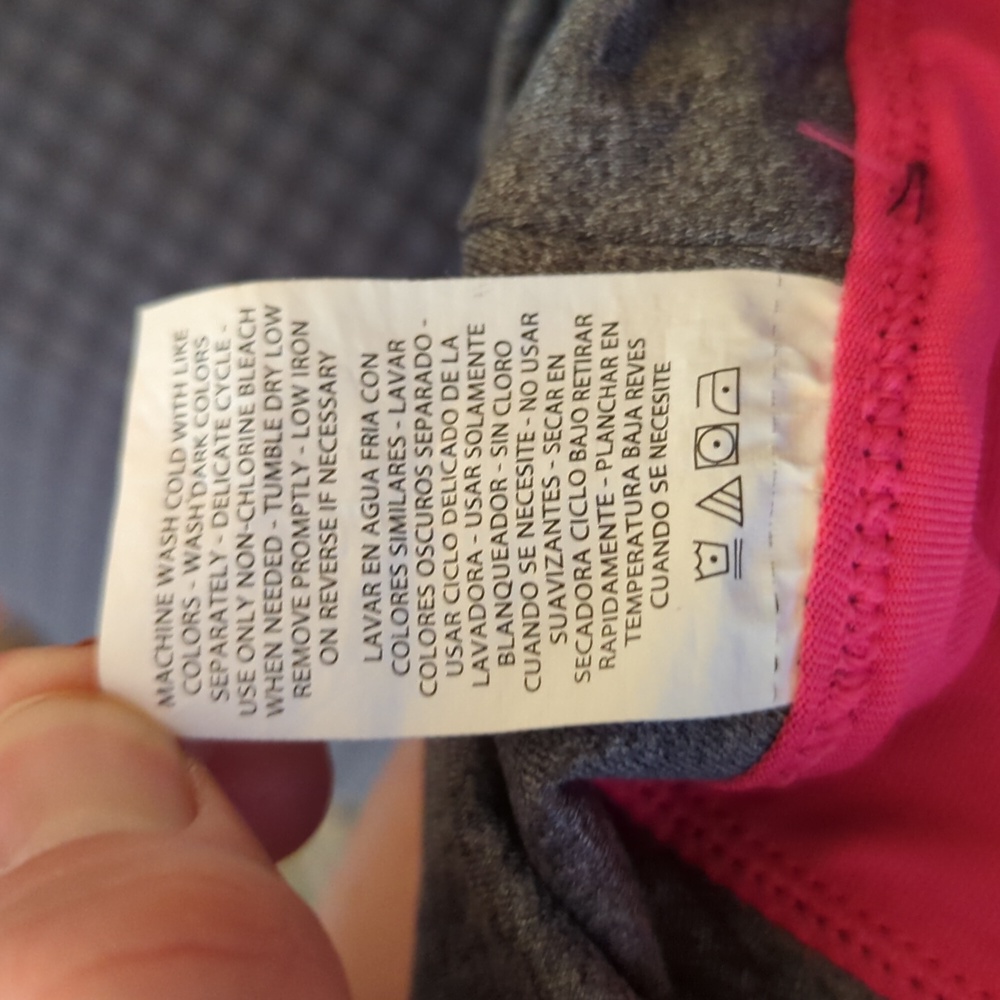 MACHINE WASH COLD WITH LIKE
COLORS - WASH DARK COLORS
SEPARATELY - DELICATE CYCLE -
USE ONLY NON-CHLORINE BLEACH
WHEN NEEDED - TUMBLE DRY LOW
REMOVE PROMPTLY - LOW IRON
ON REVERSE IF NECESSARY
LAVAR EN AGUA FRIA CON
COLORES SIMILARES - LAVAR
COLORES OSCUROS SEPARADO -
USAR CICLO DELICADO DE LA
LAVADORA - USAR SOLAMENTE
BLANQUEADOR - SIN CLORO
CUANDO SE NECESITE - NO USAR
SUAVIZANTES - SECAR EN
SECADORA CICLO BAJO RETIRAR
RAPIDAMENTE - PLANCHAR EN
TEMPERATURA BAJA REVES
CUANDO SE NECESITE